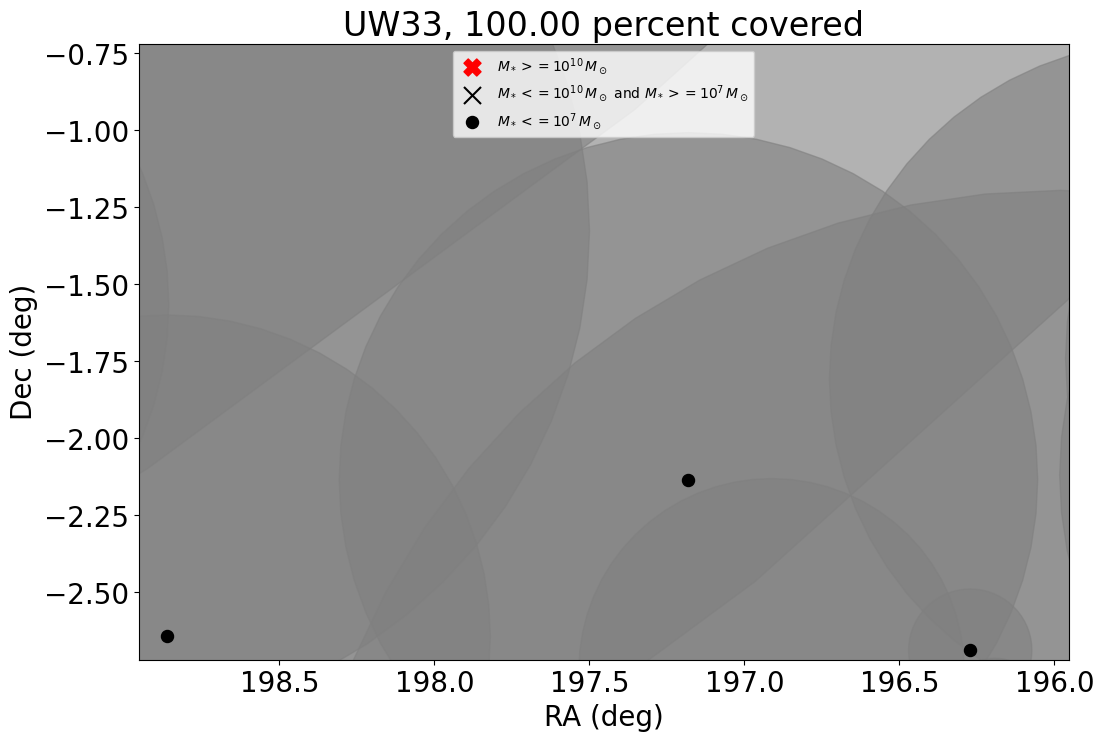 UW33, 100.00 percent covered
M* >= 10^10 M⊙
M* <= 10^10 M⊙ and M* >= 10^7 M⊙
M* <= 10^7 M⊙
−0.75
−1.00
−1.25
−1.50
−1.75
−2.00
−2.25
−2.50
Dec (deg)
198.5 198.0 197.5 197.0 196.5 196.0
RA (deg)